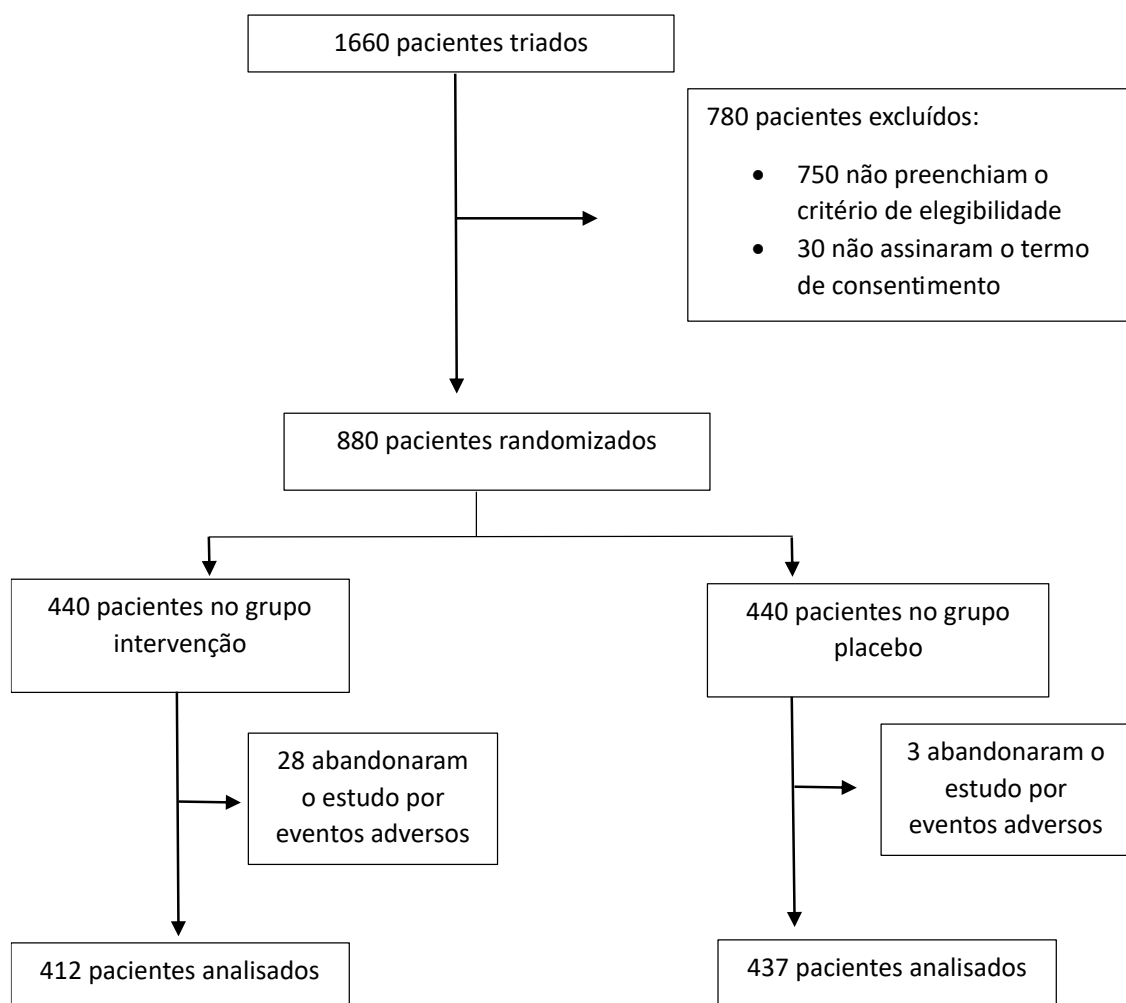 1660 pacientes triados
780 pacientes excluídos:
• 750 não preenchiam o
critério de elegibilidade
• 30 não assinaram o termo
de consentimento
880 pacientes randomizados
440 pacientes no grupo
intervenção
440 pacientes no grupo
placebo
28 abandonaram
o estudo por
eventos adversos
3 abandonaram o
estudo por
eventos adversos
412 pacientes analisados
437 pacientes analisados